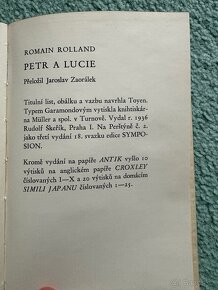 ROMAIN ROLLAND
PETR A LUCIE
Přeložil Jaroslav Zaorálek
Titulní list, obálku a vazbu navrhla Toyen.
Typem Garamondovým vytiskla knihtiskár-
na Müller a spol. v Turnově. Vydal r. 1936
Rudolf Škeřík, Praha I. Na Perštýně č. 2.
jako třetí vydání 18. svazku edice SYMPO-
SION.
Kromě vydání na papíře ANTIK vyšlo 10
výtisků na anglickém papíře CROXLEY
číslovaných I—X a 20 výtisků na domácím
SIMILI JAPANU číslovaných 1—25.